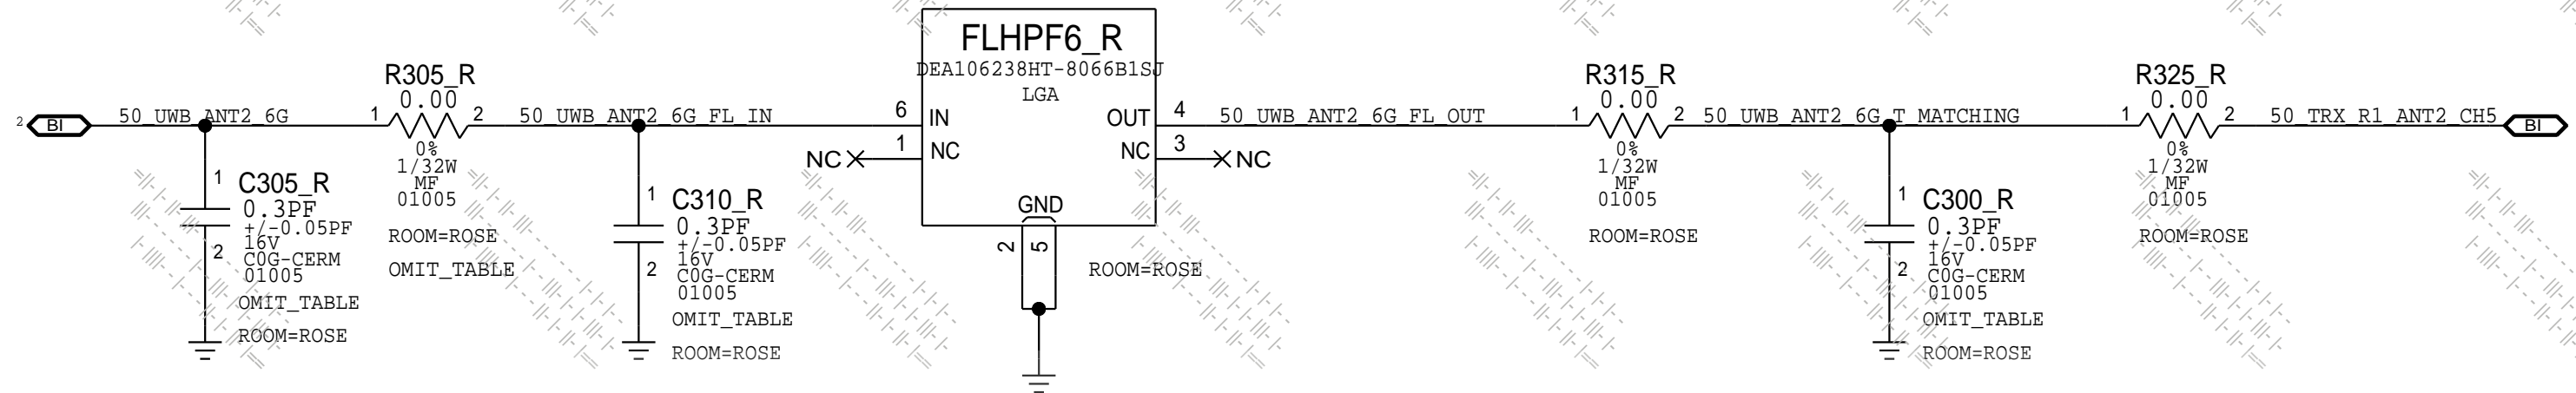 2
BI
50_UWB_ANT2_6G
R305_R
0.00
1
2
0%
1/32W
MF
01005
ROOM=ROSE
OMIT_TABLE
1
C305_R
0.3PF
+/-0.05PF
16V
2
C0G-CERM
01005
OMIT_TABLE
ROOM=ROSE
50_UWB_ANT2_6G_FL_IN
1
C310_R
0.3PF
+/-0.05PF
16V
2
C0G-CERM
01005
OMIT_TABLE
ROOM=ROSE
FLHPF6_R
DEA106238HT-8066B1SJ
LGA
6
IN
OUT
4
NC
1
NC
NC
3
NC
GND
2
5
ROOM=ROSE
50_UWB_ANT2_6G_FL_OUT
R315_R
0.00
1
2
0%
1/32W
MF
01005
ROOM=ROSE
50_UWB_ANT2_6G_T_MATCHING
1
C300_R
0.3PF
+/-0.05PF
16V
2
C0G-CERM
01005
OMIT_TABLE
ROOM=ROSE
R325_R
0.00
1
2
0%
1/32W
MF
01005
ROOM=ROSE
50_TRX_R1_ANT2_CH5
BI